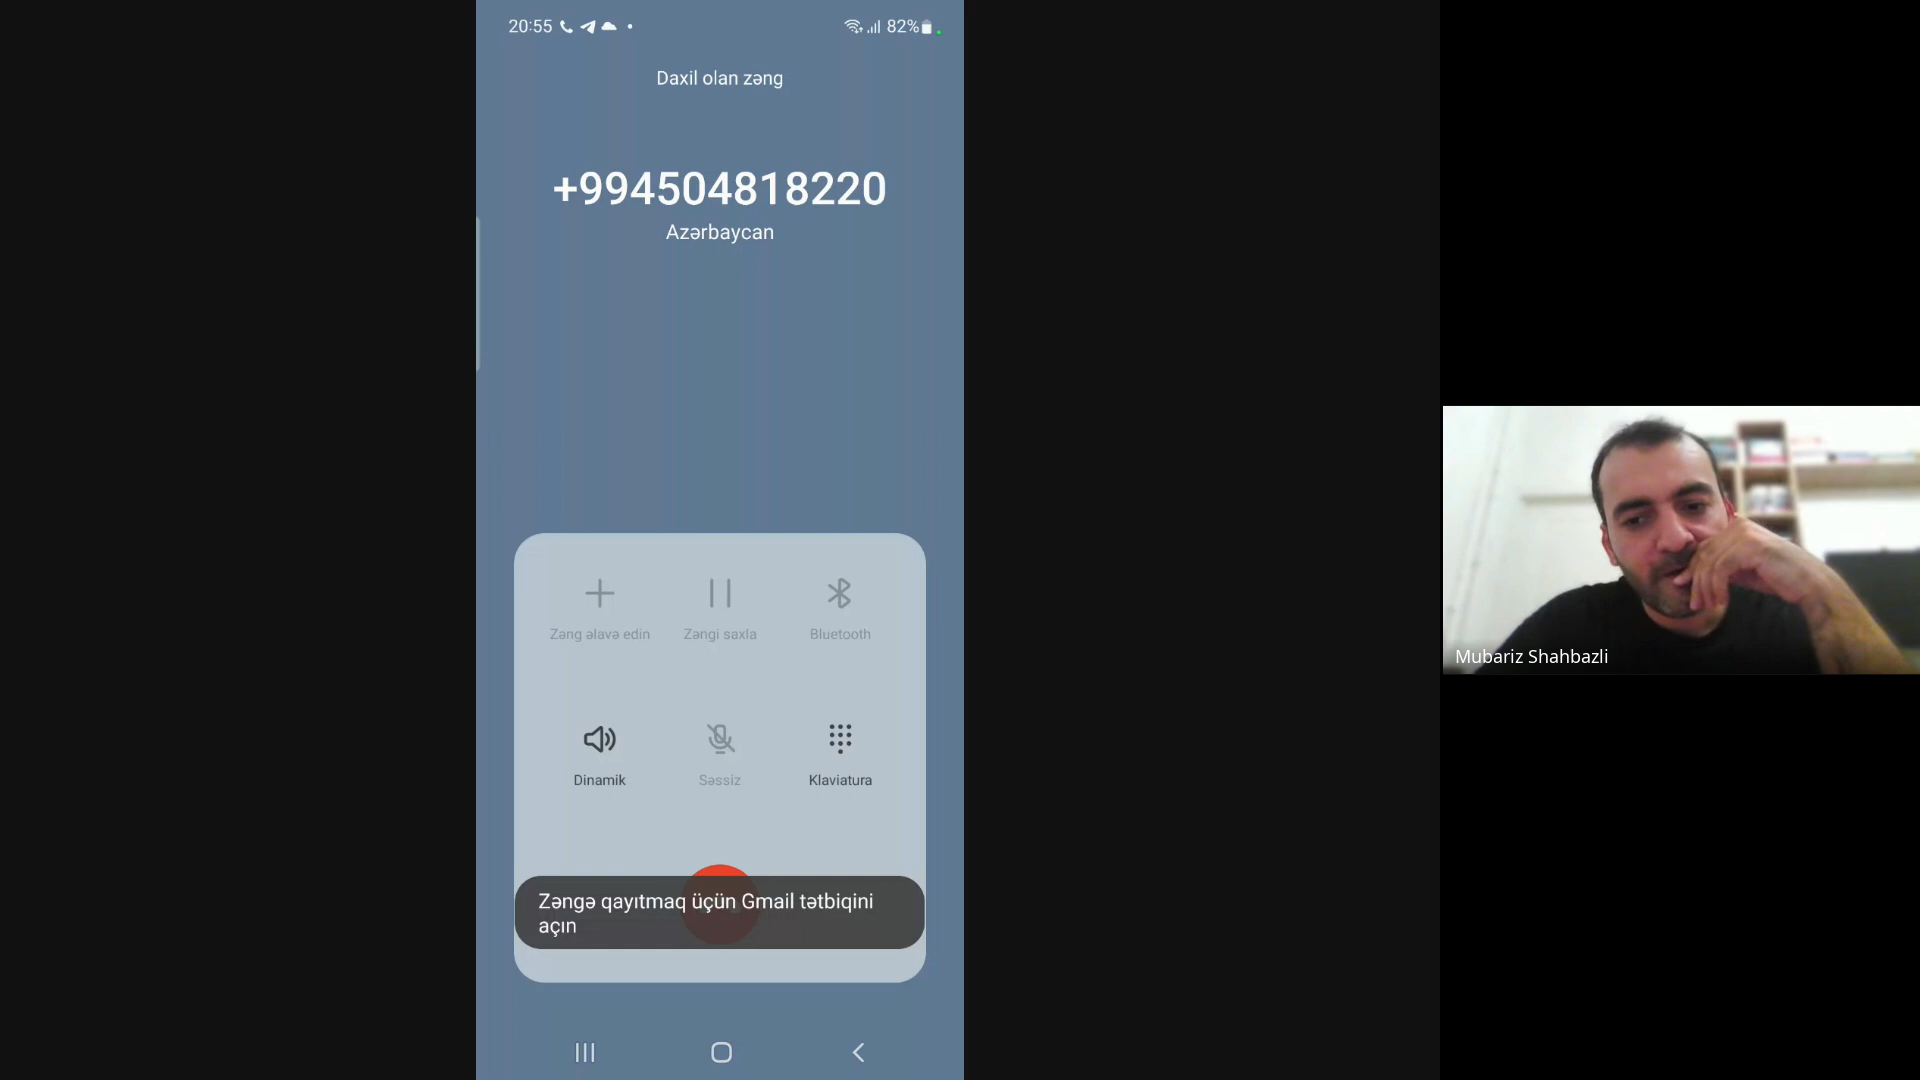 20:55
82%
Daxil olan zəng
+994504818220
Azərbaycan
Zəng əlavə edin
Zəngi saxla
Bluetooth
Dinamik
Səssiz
Klaviatura
Zəngə qayıtmaq üçün Gmail tətbiqini
açın
Mubariz Shahbazli